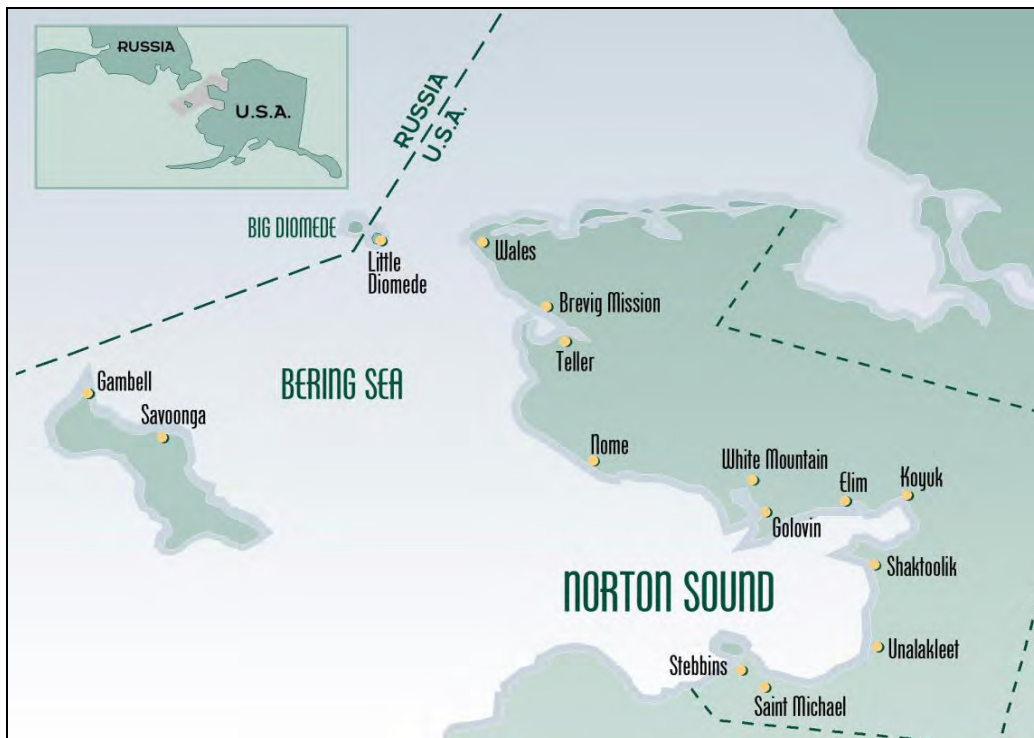 RUSSIA
U.S.A.
RUSSIA
U.S.A.
BIG DIOMEDE
Little
Diomede
Wales
Brevig Mission
Teller
BERING SEA
Gambell
Savoonga
Nome
White Mountain
Elim
Koyuk
Golovin
Shaktoolik
NORTON SOUND
Unalakleet
Stebbins
Saint Michael